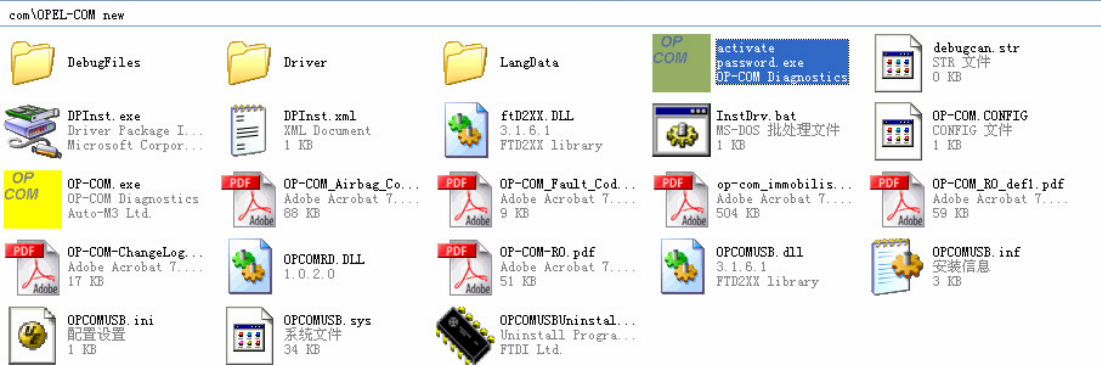 com\OPEL-COM new
DebugFiles
Driver
LangData
OP
COM
activate
password.exe
OP-COM Diagnostics
debugcan.str
STR 文件
0 KB
DPInst.exe
Driver Package I...
Microsoft Corpor...
DPInst.xml
XML Document
1 KB
ftD2XX.DLL
3.1.6.1
FTD2XX library
InstDrv.bat
MS-DOS 批处理文件
1 KB
OP-COM.CONFIG
CONFIG 文件
1 KB
OP
COM
OP-COM.exe
OP-COM Diagnostics
Auto-M3 Ltd.
PDF
Adobe
OP-COM_Airbag_Co...
Adobe Acrobat 7....
88 KB
PDF
Adobe
OP-COM_Fault_Cod...
Adobe Acrobat 7....
9 KB
PDF
Adobe
op-com_immobilis...
Adobe Acrobat 7....
504 KB
PDF
Adobe
OP-COM_RO_def1.pdf
Adobe Acrobat 7....
59 KB
PDF
Adobe
OP-COM-ChangeLog...
Adobe Acrobat 7....
17 KB
OPCOMRD.DLL
1.0.2.0
PDF
Adobe
OP-COM-RO.pdf
Adobe Acrobat 7....
51 KB
OPCOMUSB.dll
3.1.6.1
FTD2XX library
OPCOMUSB.inf
安装信息
3 KB
OPCOMUSB.ini
配置设置
1 KB
OPCOMUSB.sys
系统文件
34 KB
OPCOMUSBUninstal...
Uninstall Progra...
FTDI Ltd.